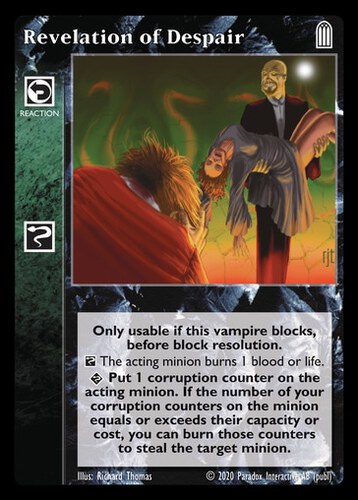 Revelation of Despair
REACTION
rjt
Only usable if this vampire blocks,
before block resolution.
The acting minion burns 1 blood or life.
Put 1 corruption counter on the
acting minion. If the number of your
corruption counters on the minion
equals or exceeds their capacity or
cost, you can burn those counters
to steal the target minion.
Illus: Richard Thomas © 2020 Paradox Interactive AB (publ)